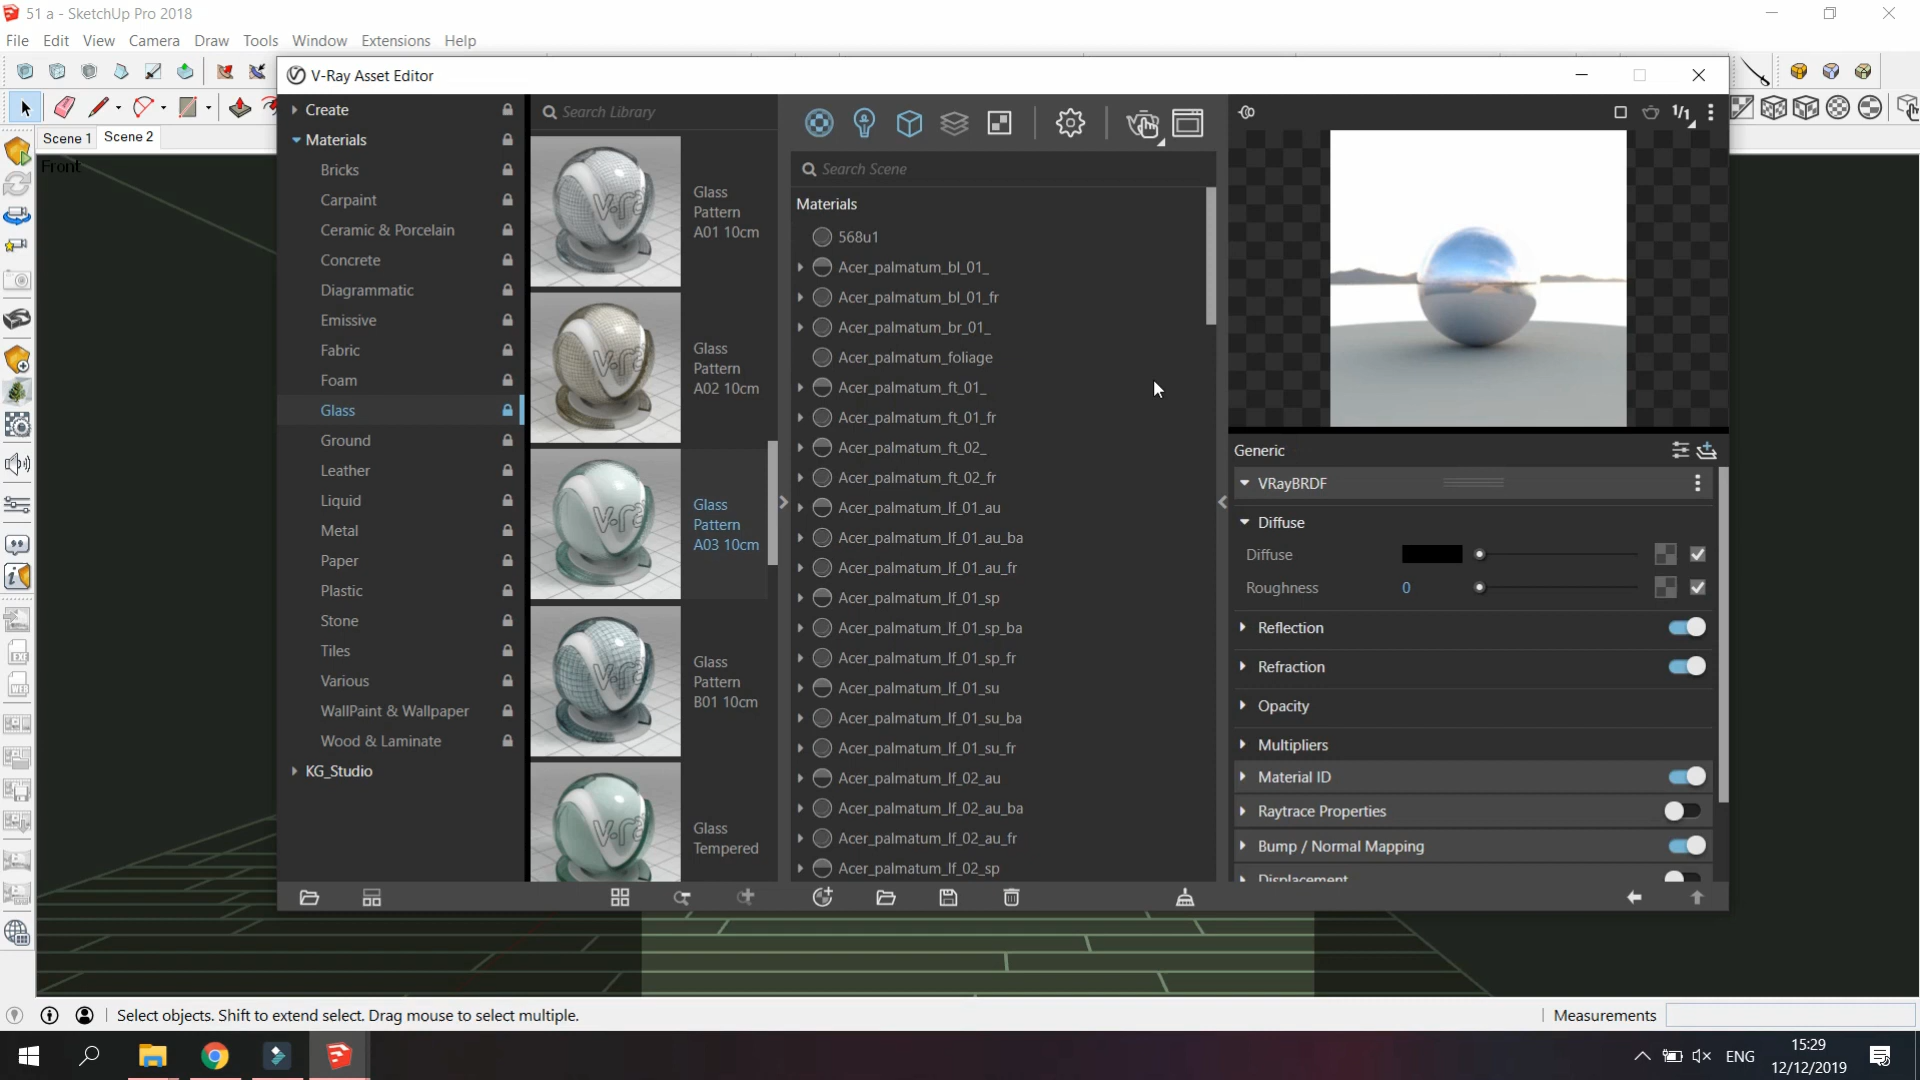 51 a - SketchUp Pro 2018
File Edit View Camera Draw Tools Window Extensions Help
V-Ray Asset Editor
Scene 1 Scene 2
Front
Create
Materials
Bricks
Carpaint
Ceramic & Porcelain
Concrete
Diagrammatic
Emissive
Fabric
Foam
Glass
Ground
Leather
Liquid
Metal
Paper
Plastic
Stone
Tiles
Various
WallPaint & Wallpaper
Wood & Laminate
KG_Studio
Search Library
Glass
Pattern
A01 10cm
Glass
Pattern
A02 10cm
Glass
Pattern
A03 10cm
Glass
Pattern
B01 10cm
Glass
Tempered
Search Scene
Materials
568u1
Acer_palmatum_bl_01_
Acer_palmatum_bl_01_fr
Acer_palmatum_br_01_
Acer_palmatum_foliage
Acer_palmatum_ft_01_
Acer_palmatum_ft_01_fr
Acer_palmatum_ft_02_
Acer_palmatum_ft_02_fr
Acer_palmatum_lf_01_au
Acer_palmatum_lf_01_au_ba
Acer_palmatum_lf_01_au_fr
Acer_palmatum_lf_01_sp
Acer_palmatum_lf_01_sp_ba
Acer_palmatum_lf_01_sp_fr
Acer_palmatum_lf_01_su
Acer_palmatum_lf_01_su_ba
Acer_palmatum_lf_01_su_fr
Acer_palmatum_lf_02_au
Acer_palmatum_lf_02_au_ba
Acer_palmatum_lf_02_au_fr
Acer_palmatum_lf_02_sp
1/1
Generic
VRayBRDF
Diffuse
Diffuse
Roughness 0
Reflection
Refraction
Opacity
Multipliers
Material ID
Raytrace Properties
Bump / Normal Mapping
Displacement
Select objects. Shift to extend select. Drag mouse to select multiple.
Measurements
ENG
15:29
12/12/2019